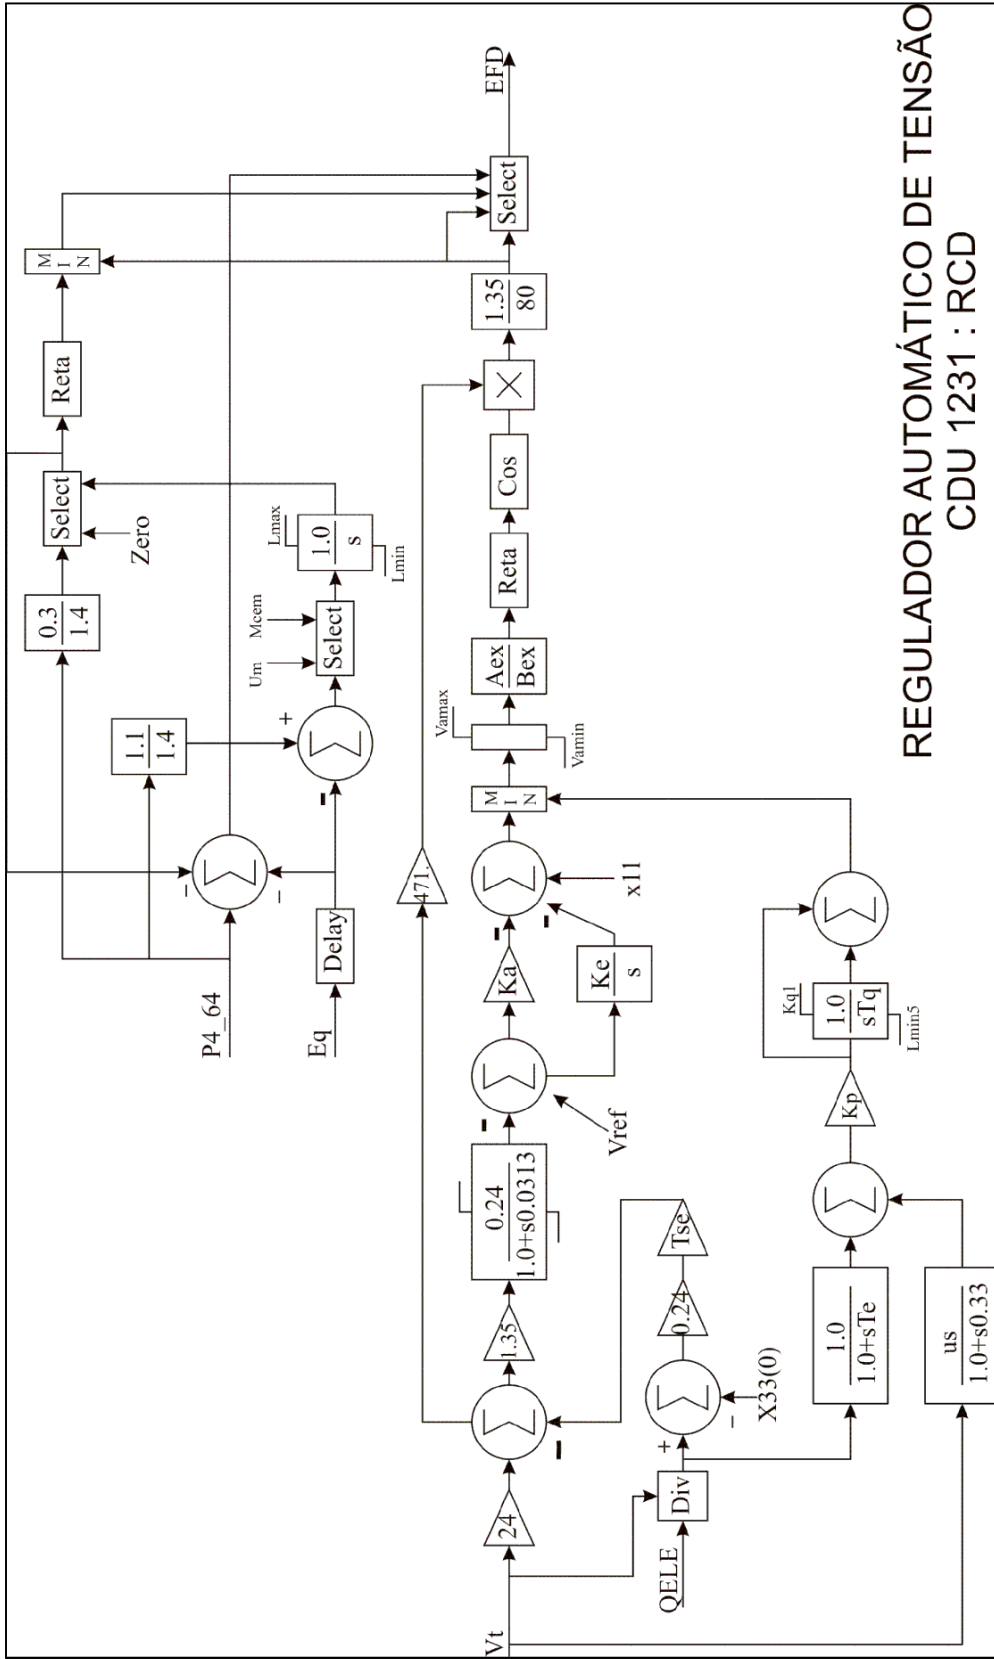 P4_64
Eq
Delay
Σ
1.1
1.4
0.3
1.4
Select
Zero
Reta
M
I
N
Σ
+
Um
Mcem
Select
1.0
s
Lmax
Lmin
471.
Vt
24
Σ
1.35
0.24
1.0+s0.0313
Σ
Vref
Ka
Ke
s
Σ
x11
M
I
N
Vamax
Vamin
Aex
Bex
Reta
Cos
×
1.35
80
Select
EFD
QELE
Div
+
Σ
X33(0)
0.24
Tse
1.0
1.0+sTe
us
1.0+s0.33
Σ
Kp
1.0
sTq
Kq1
Lmin5
Σ
REGULADOR AUTOMÁTICO DE TENSÃO
CDU 1231 : RCD